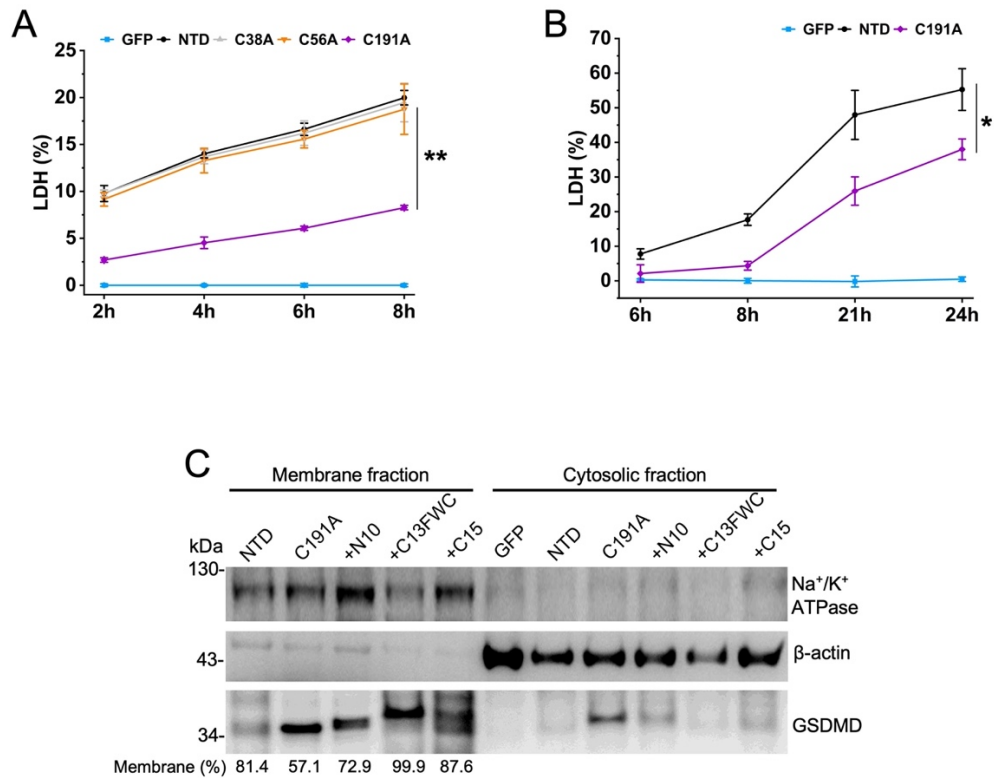 A
GFP NTD C38A C56A C191A
25
20
15
10
5
0
LDH (%)
**
2h 4h 6h 8h
B
GFP NTD C191A
70
60
50
40
30
20
10
0
LDH (%)
*
6h 8h 21h 24h
C
Membrane fraction Cytosolic fraction
kDa NTD C191A +N10 +C13FWC +C15 GFP NTD C191A +N10 +C13FWC +C15
130- Na⁺/K⁺
ATPase
43- β-actin
34- GSDMD
Membrane (%) 81.4 57.1 72.9 99.9 87.6